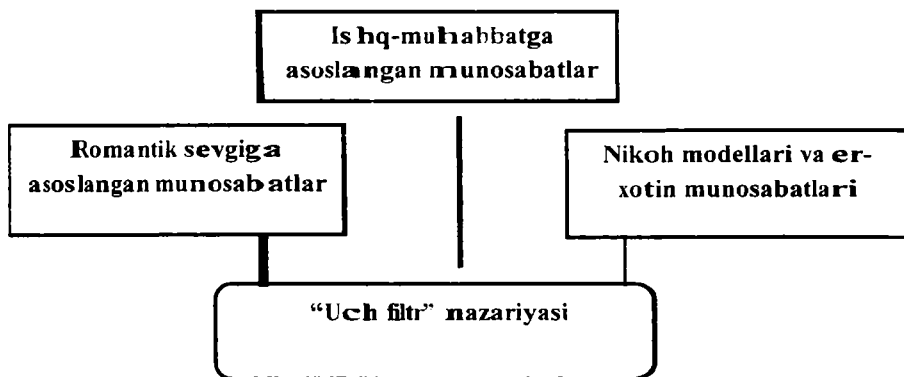 Ishq-muhabbatga
asoslangan munosabatlar
Romantik sevgiga
asoslangan munosabatlar
Nikoh modellari va er-
xotin munosabatlari
“Uch filtr” nazariyasi